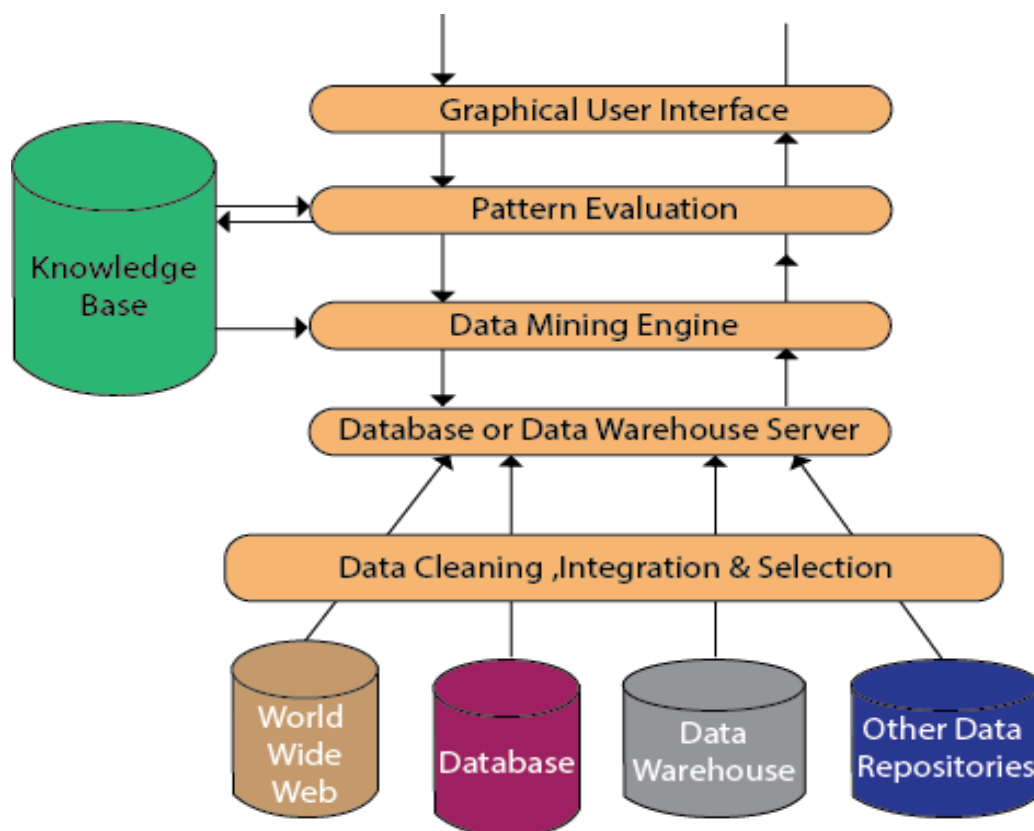 Graphical User Interface
Pattern Evaluation
Knowledge
Base
Data Mining Engine
Database or Data Warehouse Server
Data Cleaning ,Integration & Selection
World
Wide
Web
Database
Data
Warehouse
Other Data
Repositories